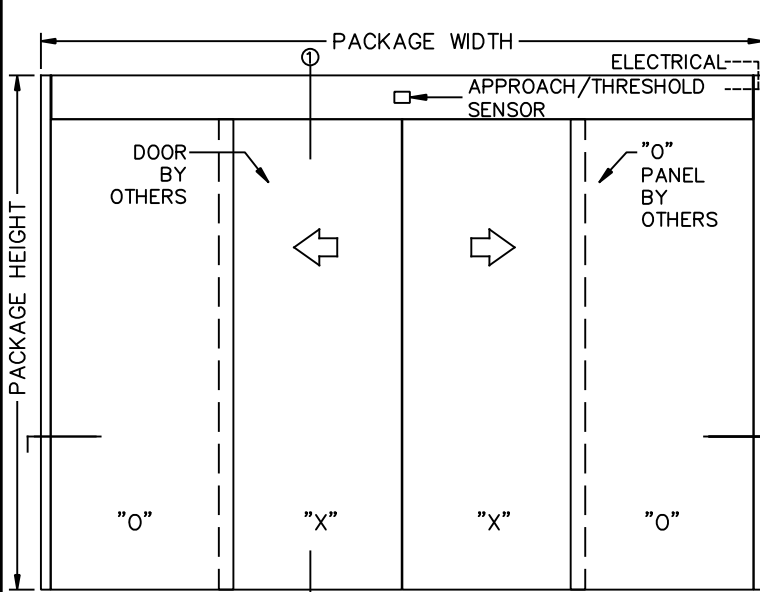 PACKAGE WIDTH
1
ELECTRICAL
APPROACH/THRESHOLD
SENSOR
DOOR
BY
OTHERS
"O"
PANEL
BY
OTHERS
PACKAGE HEIGHT
"O"
"X"
"X"
"O"